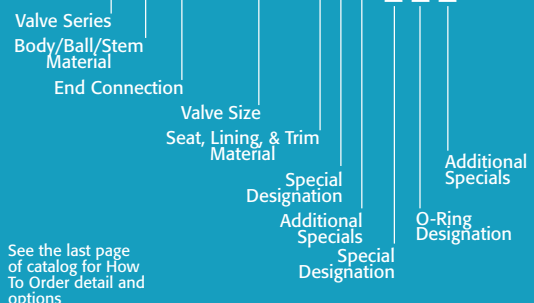 Valve Series
Body/Ball/Stem
Material
End Connection
Valve Size
Seat, Lining, & Trim
Material
Special
Designation
Additional
Specials
Special
Designation
O-Ring
Designation
Additional
Specials
See the last page
of catalog for How
To Order detail and
options